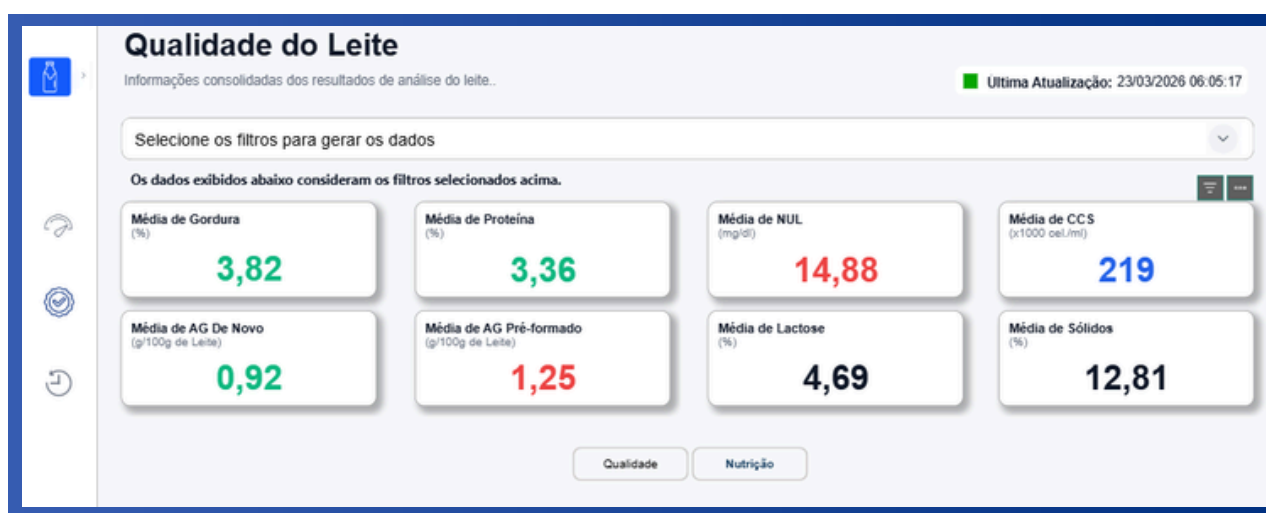 Qualidade do Leite
Informações consolidadas dos resultados de análise do leite..
Última Atualização: 23/03/2026 06:05:17
Selecione os filtros para gerar os dados
Os dados exibidos abaixo consideram os filtros selecionados acima.
Média de Gordura
(%)
3,82
Média de Proteína
(%)
3,36
Média de NUL
(mg/dl)
14,88
Média de CCS
(x1000 cel./ml)
219
Média de AG De Novo
(g/100g de Leite)
0,92
Média de AG Pré-formado
(g/100g de Leite)
1,25
Média de Lactose
(%)
4,69
Média de Sólidos
(%)
12,81
Qualidade
Nutrição